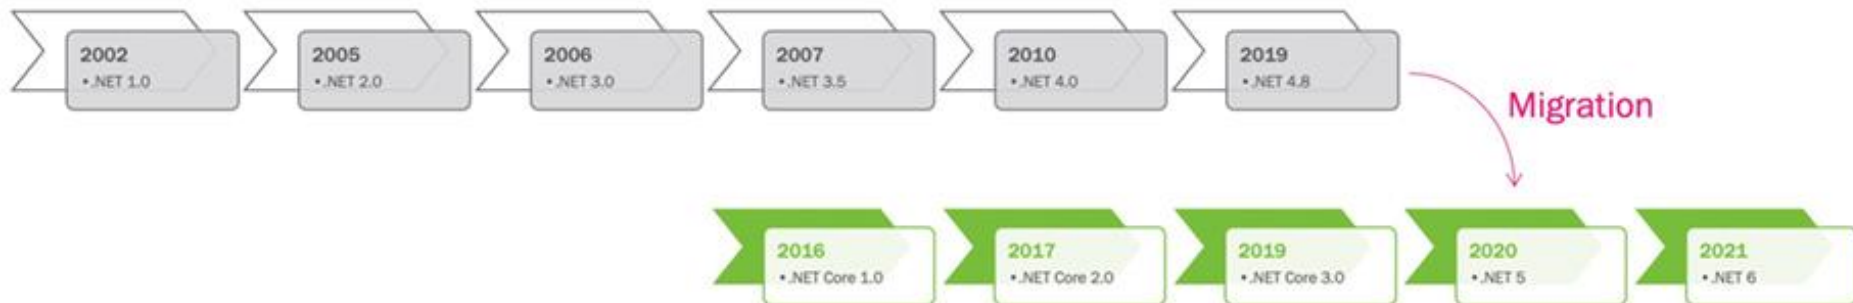 2002
• .NET 1.0
2005
• .NET 2.0
2006
• .NET 3.0
2007
• .NET 3.5
2010
• .NET 4.0
2019
• .NET 4.8
Migration
2016
• .NET Core 1.0
2017
• .NET Core 2.0
2019
• .NET Core 3.0
2020
• .NET 5
2021
• .NET 6